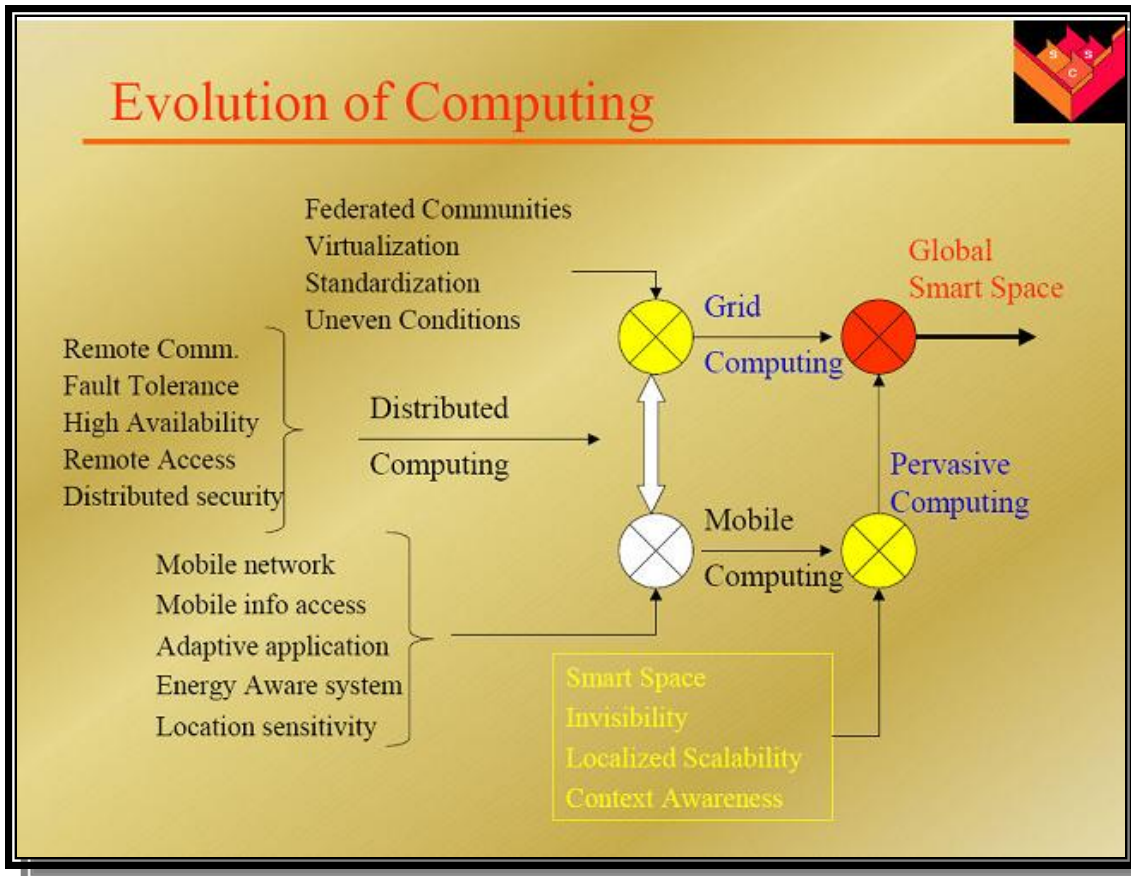 Evolution of Computing
S
S
C
Federated Communities
Virtualization
Standardization
Uneven Conditions
Global
Smart Space
Grid
Computing
Remote Comm.
Fault Tolerance
High Availability
Remote Access
Distributed security
Distributed
Computing
Pervasive
Computing
Mobile
Computing
Mobile network
Mobile info access
Adaptive application
Energy Aware system
Location sensitivity
Smart Space
Invisibility
Localized Scalability
Context Awareness